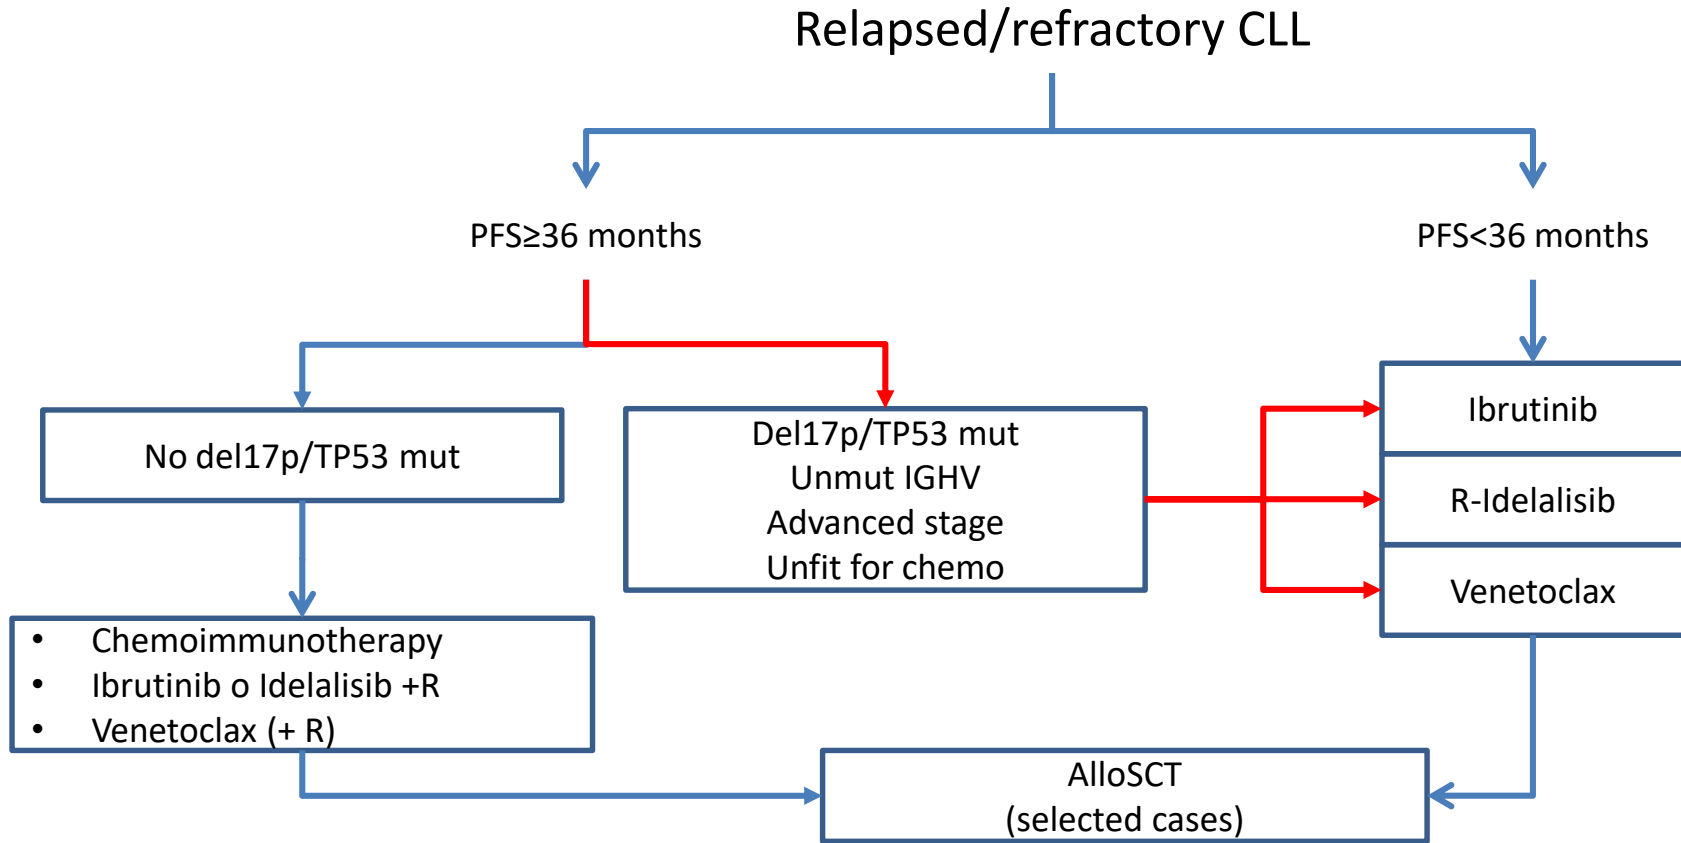 Relapsed/refractory CLL
PFS≥36 months
PFS<36 months
No del17p/TP53 mut
Del17p/TP53 mut
Unmut IGHV
Advanced stage
Unfit for chemo
Ibrutinib
R-Idelalisib
Venetoclax
• Chemoimmunotherapy
• Ibrutinib o Idelalisib +R
• Venetoclax (+ R)
AlloSCT
(selected cases)